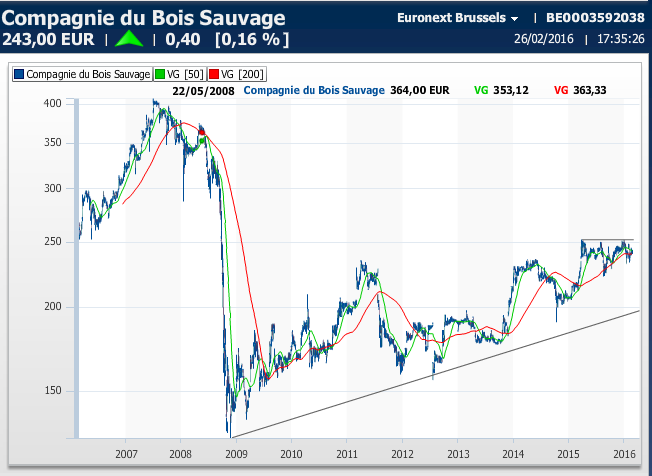 Compagnie du Bois Sauvage
Euronext Brussels | BE0003592038
243,00 EUR | | 0,40 [0,16 %]
26/02/2016 | 17:35:26
Compagnie du Bois Sauvage VG [50] VG [200]
22/05/2008 Compagnie du Bois Sauvage 364,00 EUR VG 353,12 VG 363,33
400
350
300
250
200
150
2007 2008 2009 2010 2011 2012 2013 2014 2015 2016